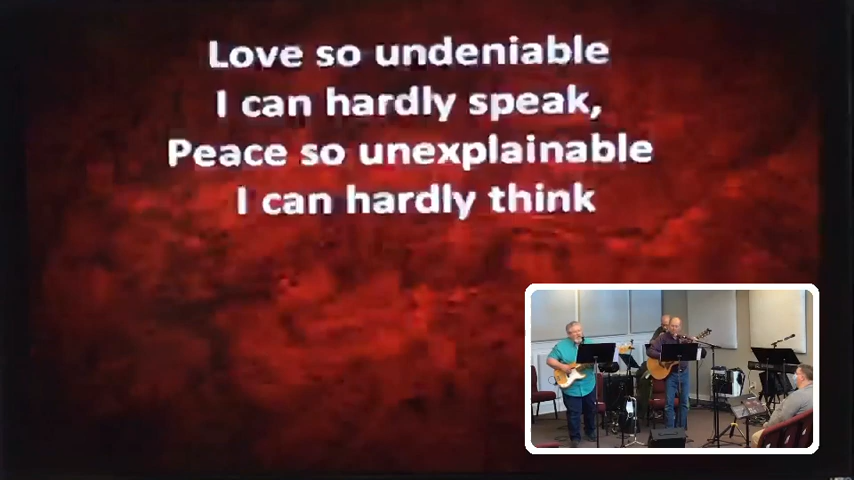 Love so undeniable
I can hardly speak,
Peace so unexplainable
I can hardly think